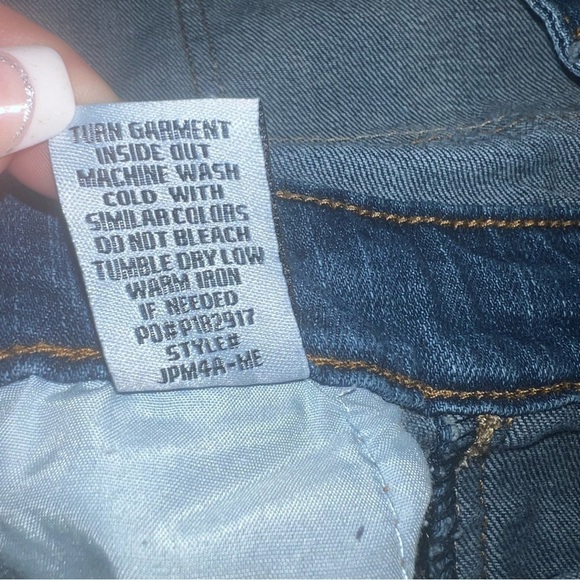 TURN GARMENT
INSIDE OUT
MACHINE WASH
COLD WITH
SIMILAR COLORS
DO NOT BLEACH
TUMBLE DRY LOW
WARM IRON
IF NEEDED
PO# P182917
STYLE#
JPM4A-ME